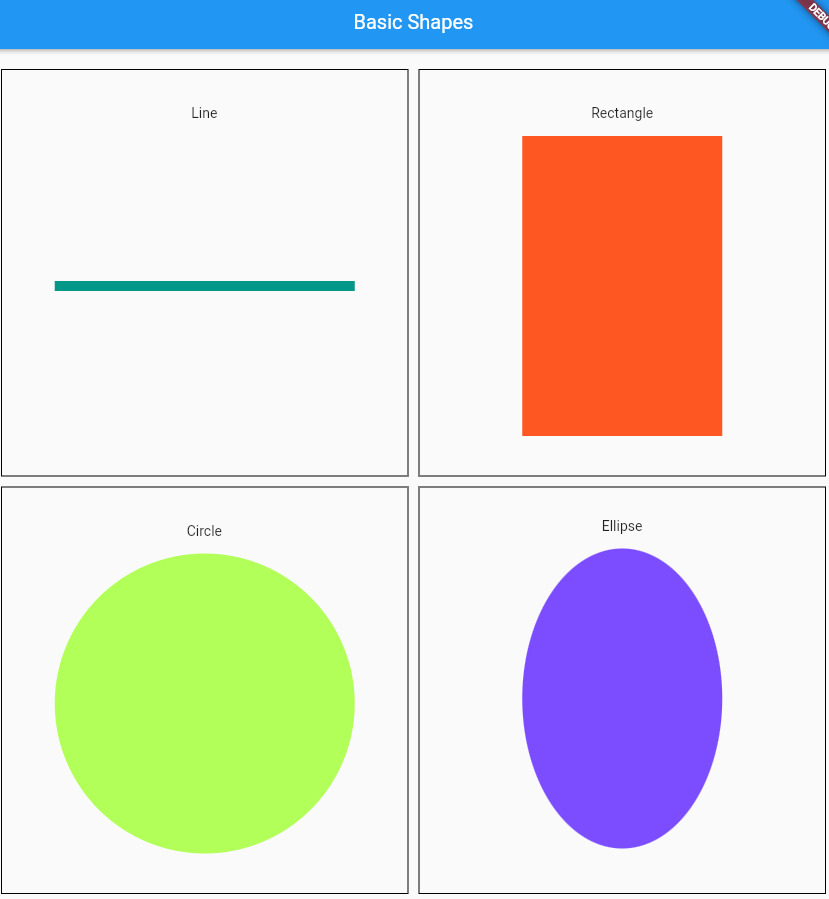 Basic Shapes
Line
Rectangle
Circle
Ellipse